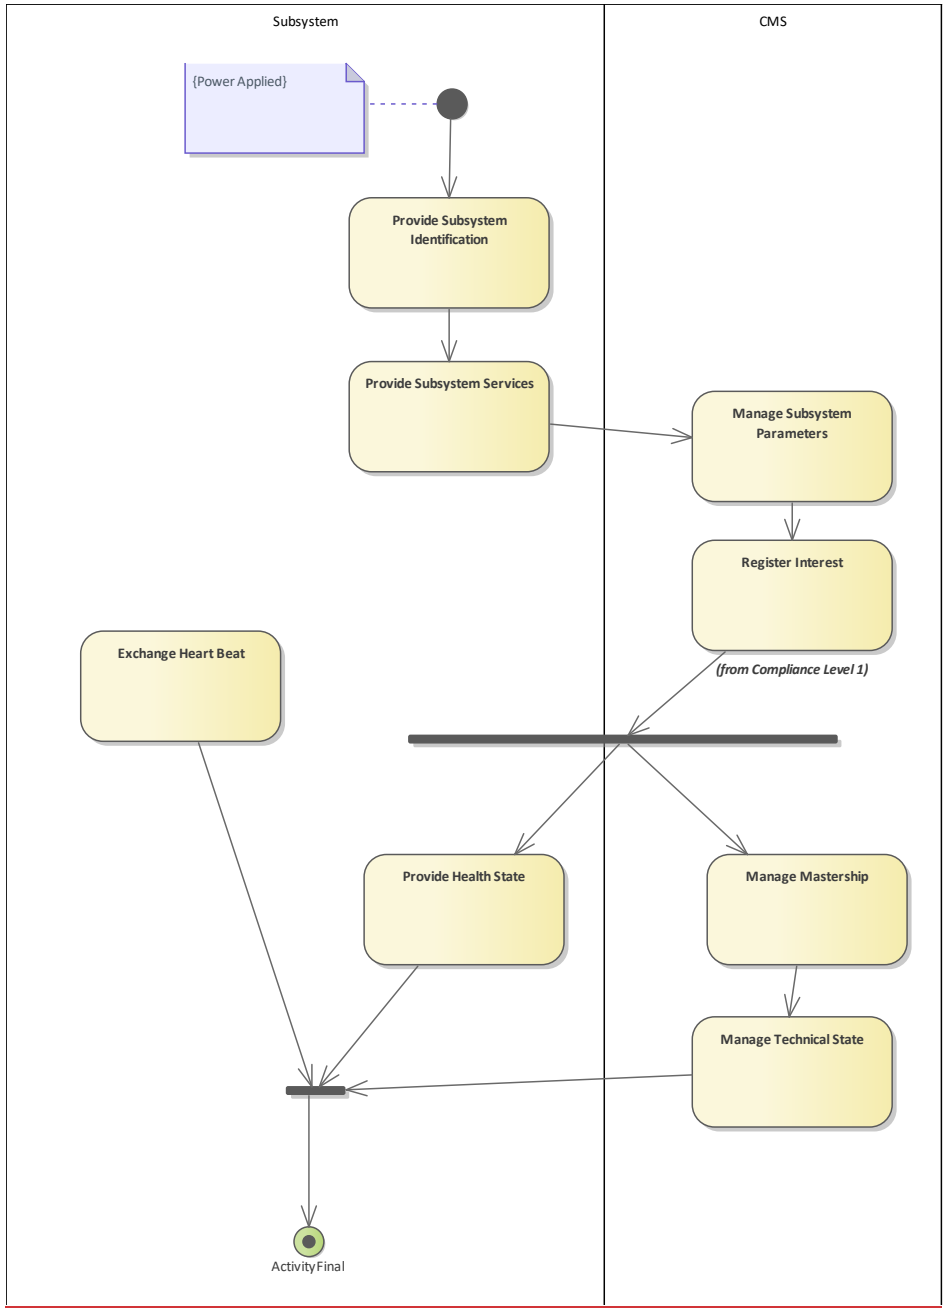 Subsystem
CMS
{Power Applied}
Provide Subsystem
Identification
Provide Subsystem Services
Manage Subsystem
Parameters
Register Interest
Exchange Heart Beat
(from Compliance Level 1)
Provide Health State
Manage Mastership
Manage Technical State
ActivityFinal